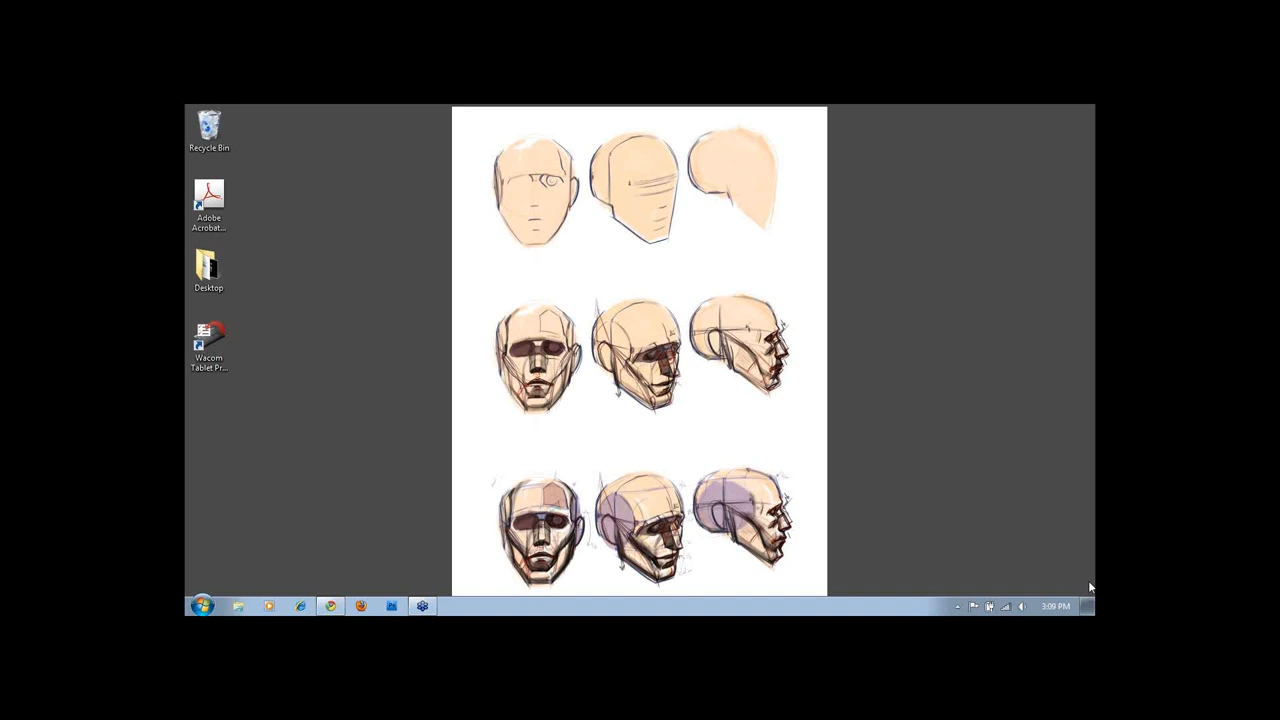 Recycle Bin
Adobe
Acrobat...
Desktop
Wacom
Tablet Pr...
3:09 PM